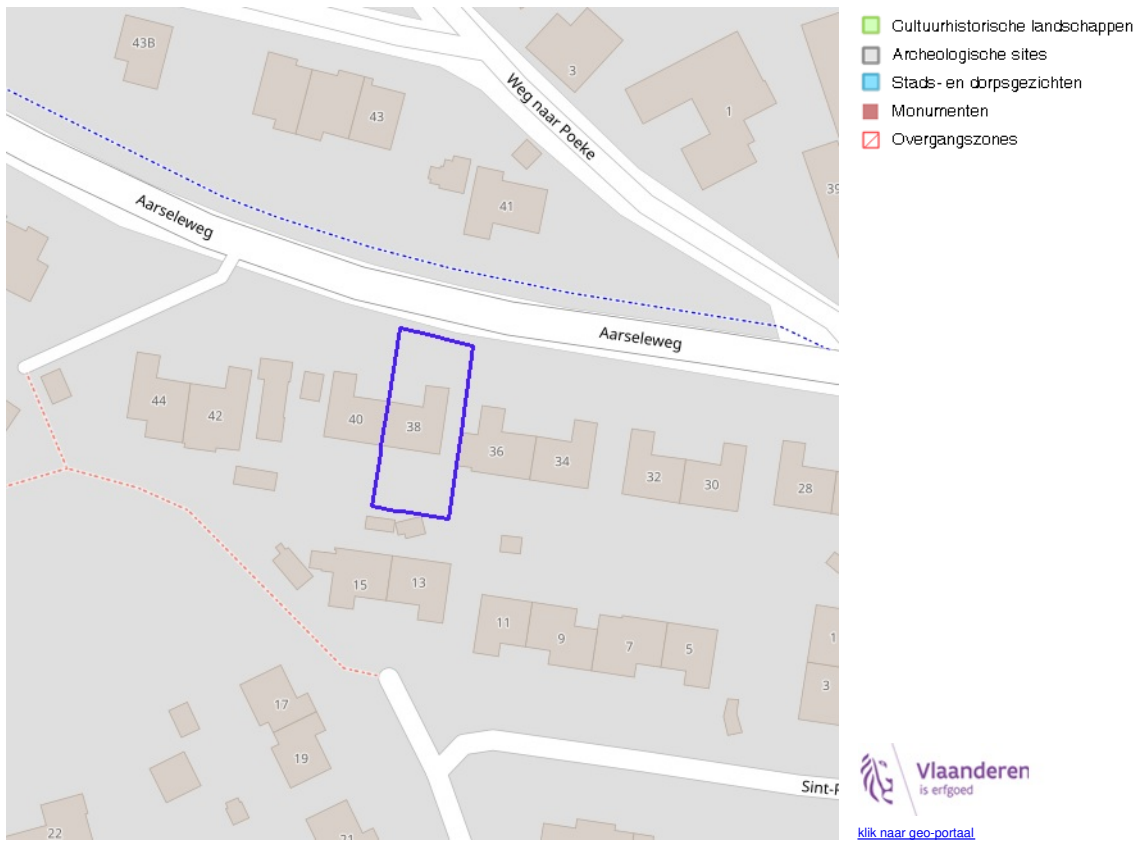 43B
3
43
1
Weg naar Poeke
39
41
Aarseleweg
Aarseleweg
44
42
40
38
36
34
32
30
28
15
13
11
9
7
5
1
3
17
19
Sint-
22
21
Cultuurhistorische landschappen
Archeologische sites
Stads- en dorpsgezichten
Monumenten
Overgangszones
Vlaanderen
is erfgoed
klik naar geo-portaal